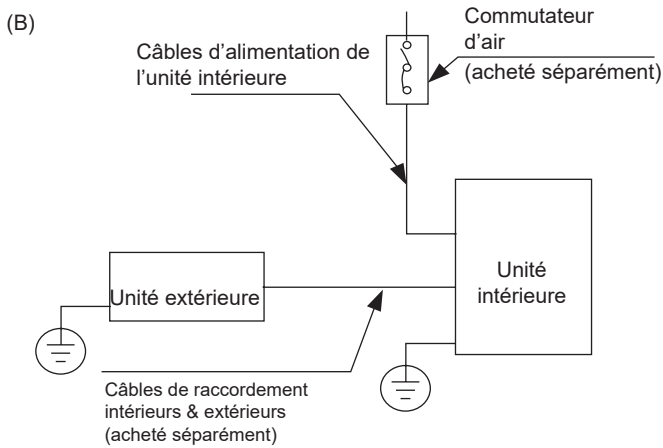 (B)
Câbles d'alimentation de
l'unité intérieure
Commutateur
d'air
(acheté séparément)
Unité extérieure
Unité
intérieure
Câbles de raccordement
intérieurs & extérieurs
(acheté séparément)